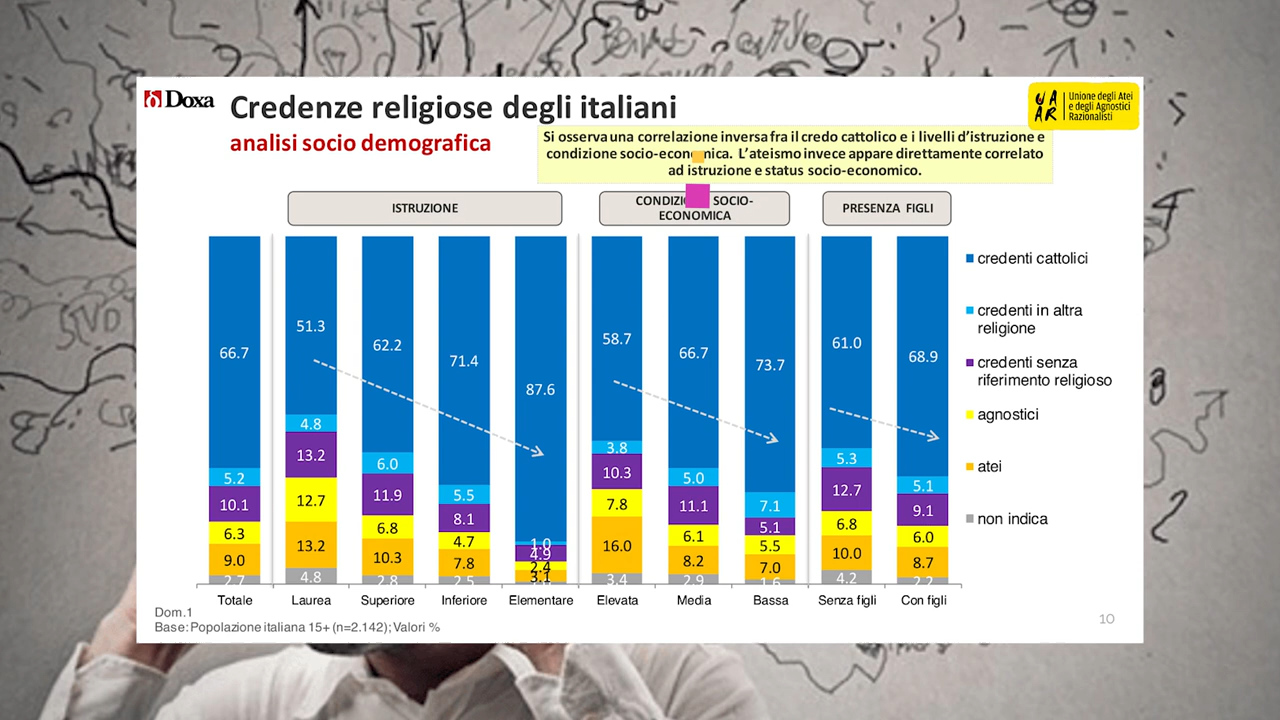 Doxa
Credenze religiose degli italiani
analisi socio demografica
Unione degli Atei
e degli Agnostici
Razionalisti
UA
AR
Si osserva una correlazione inversa fra il credo cattolico e i livelli d'istruzione e
condizione socio-economica. L'ateismo invece appare direttamente correlato
ad istruzione e status socio-economico.
ISTRUZIONE
SOCIO-
ECONOMICA
PRESENZA FIGLI
66.7 51.3 62.2 71.4 87.6 58.7 66.7 73.7 61.0 68.9
5.2 4.8 6.0 5.5 1.0 3.8 5.0 7.1 5.3 5.1
10.1 13.2 11.9 8.1 4.9 10.3 11.1 5.1 12.7 9.1
6.3 12.7 6.8 4.7 2.4 7.8 6.1 5.5 6.8 6.0
9.0 13.2 10.3 7.8 3.1 16.0 8.2 7.0 10.0 8.7
2.7 4.8 2.8 2.5 3.4 2.9 1.6 4.2 2.2
credenti cattolici
credenti in altra
religione
credenti senza
riferimento religioso
agnostici
atei
non indica
Totale Laurea Superiore Inferiore Elementare Elevata Media Bassa Senza figli Con figli
Dom.1
Base: Popolazione italiana 15+ (n=2.142); Valori %
10